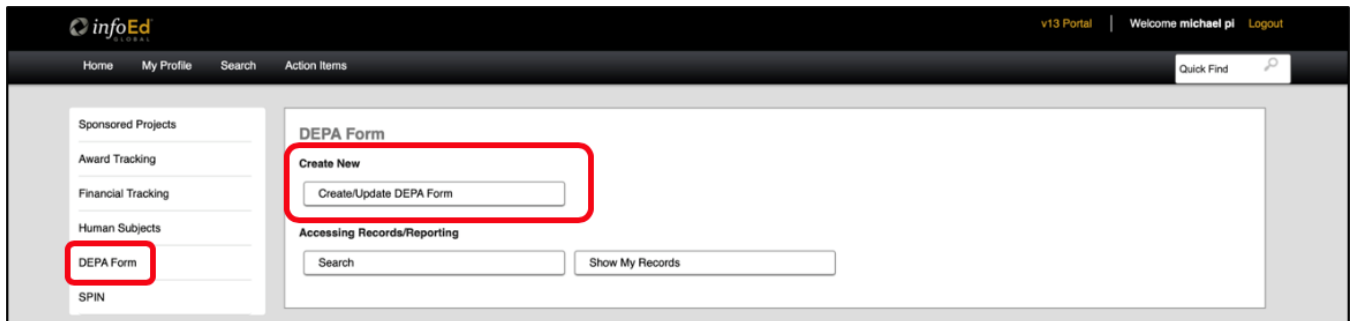 infoEd
GLOBAL
v13 Portal
Welcome michael pi
Logout
Home
My Profile
Search
Action Items
Quick Find
Sponsored Projects
Award Tracking
Financial Tracking
Human Subjects
DEPA Form
SPIN
DEPA Form
Create New
Create/Update DEPA Form
Accessing Records/Reporting
Search
Show My Records